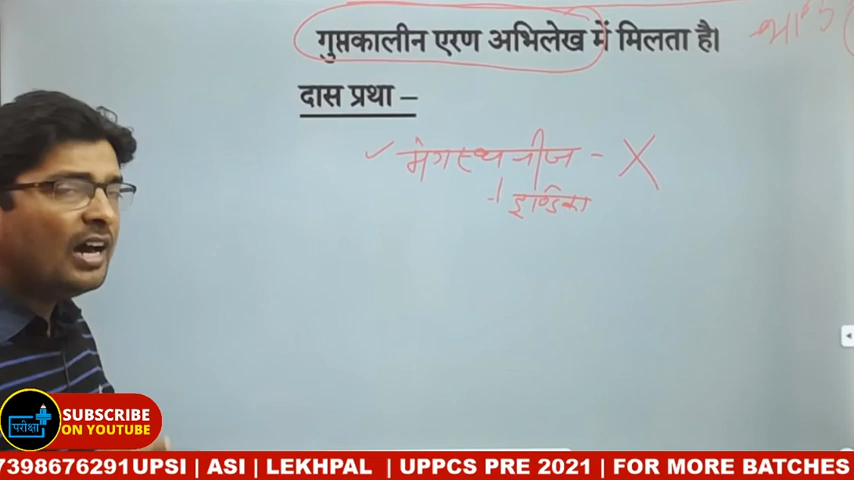 गुप्तकालीन एरण अभिलेख में मिलता है।
दास प्रथा –
✓ मेगस्थनीज - X
इण्डिका
परीक्षा
SUBSCRIBE
ON YOUTUBE
7398676291UPSI | ASI | LEKHPAL | UPPCS PRE 2021 | FOR MORE BATCHES